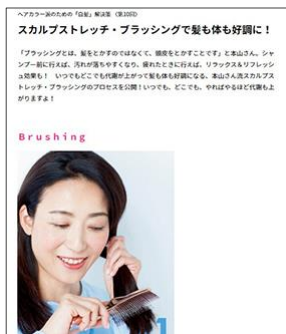 ヘアカラー派のための「白髪」解決策 (第10回)
スカルプストレッチ・ブラッシングで髪も体も好調に！
「ブラッシングとは、髪をとかすのではなくて、頭皮をとかすことです」と本山さん。シャ
ンプー前に行えば、汚れが落ちやすくなり、疲れたときに行えば、リラックス&リフレッシ
ュ効果も！ いつでもどこでも代謝が上がって髪も体も好調になる、本山さん流スカルプス
トレッチ・ブラッシングのプロセスを公開！いつでも、どこでも、やればやるほど代謝も上
がりますよ！
Brushing
1